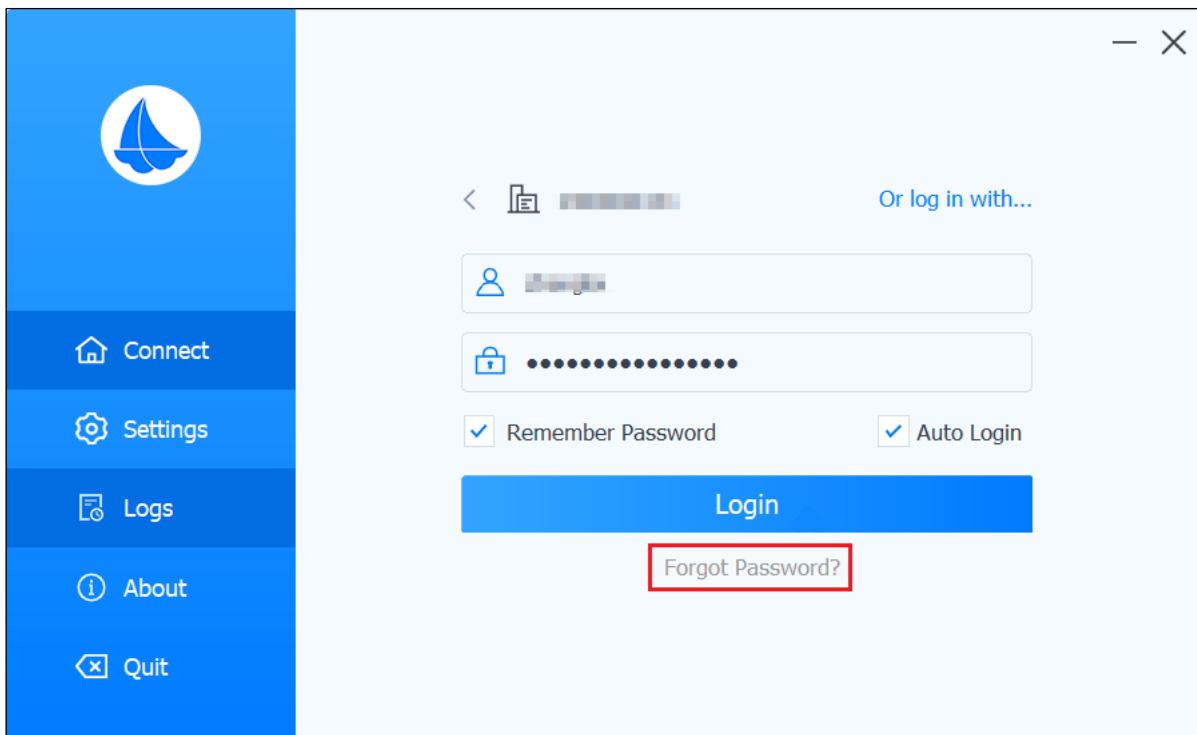 Connect
Settings
Logs
About
Quit
Or log in with...
●●●●●●●●●●●●●●●●
Remember Password
Auto Login
Login
Forgot Password?